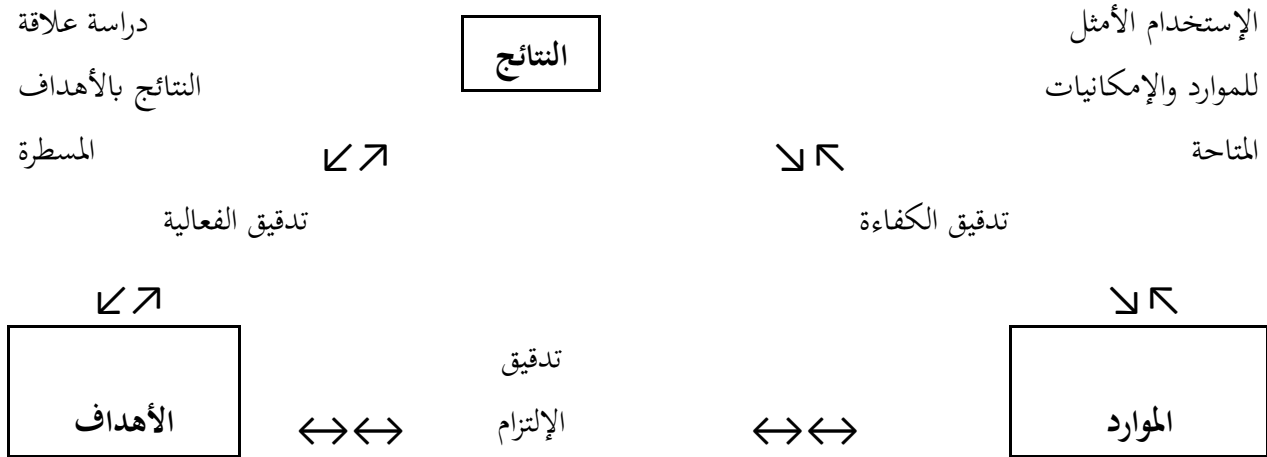 الإستخدام الأمثل
للموارد والإمكانيات
المتاحة
النتائج
دراسة علاقة
النتائج بالأهداف
المسطرة
تدقيق الكفاءة
تدقيق الفعالية
الموارد
تدقيق
الإلتزام
الأهداف